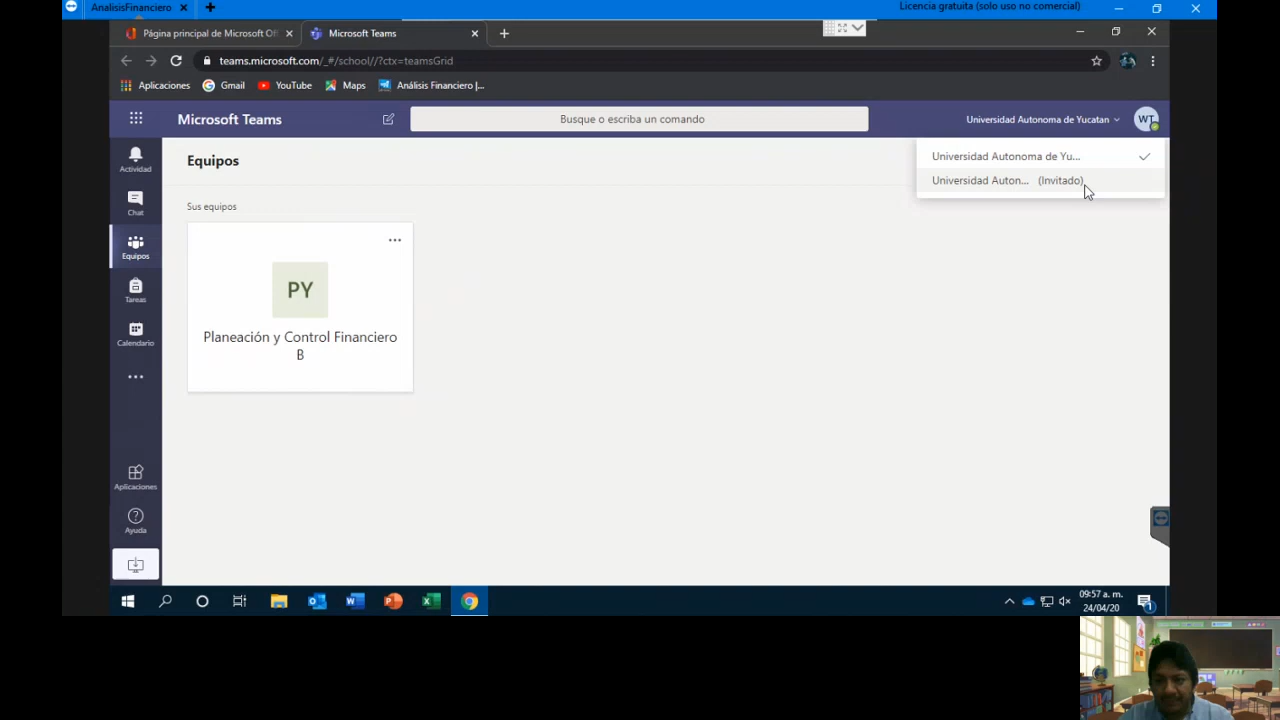 AnalisisFinanciero
Licencia gratuita (solo uso no comercial)
Página principal de Microsoft Of
Microsoft Teams
teams.microsoft.com/_#/school//?ctx=teamsGrid
Aplicaciones
Gmail
YouTube
Maps
Análisis Financiero |...
Microsoft Teams
Busque o escriba un comando
Universidad Autonoma de Yucatan
WT
Actividad
Chat
Equipos
Tareas
Calendario
Aplicaciones
Ayuda
Equipos
Universidad Autonoma de Yu...
Universidad Auton... (Invitado)
Sus equipos
PY
Planeación y Control Financiero
B
09:57 a. m.
24/04/20
1